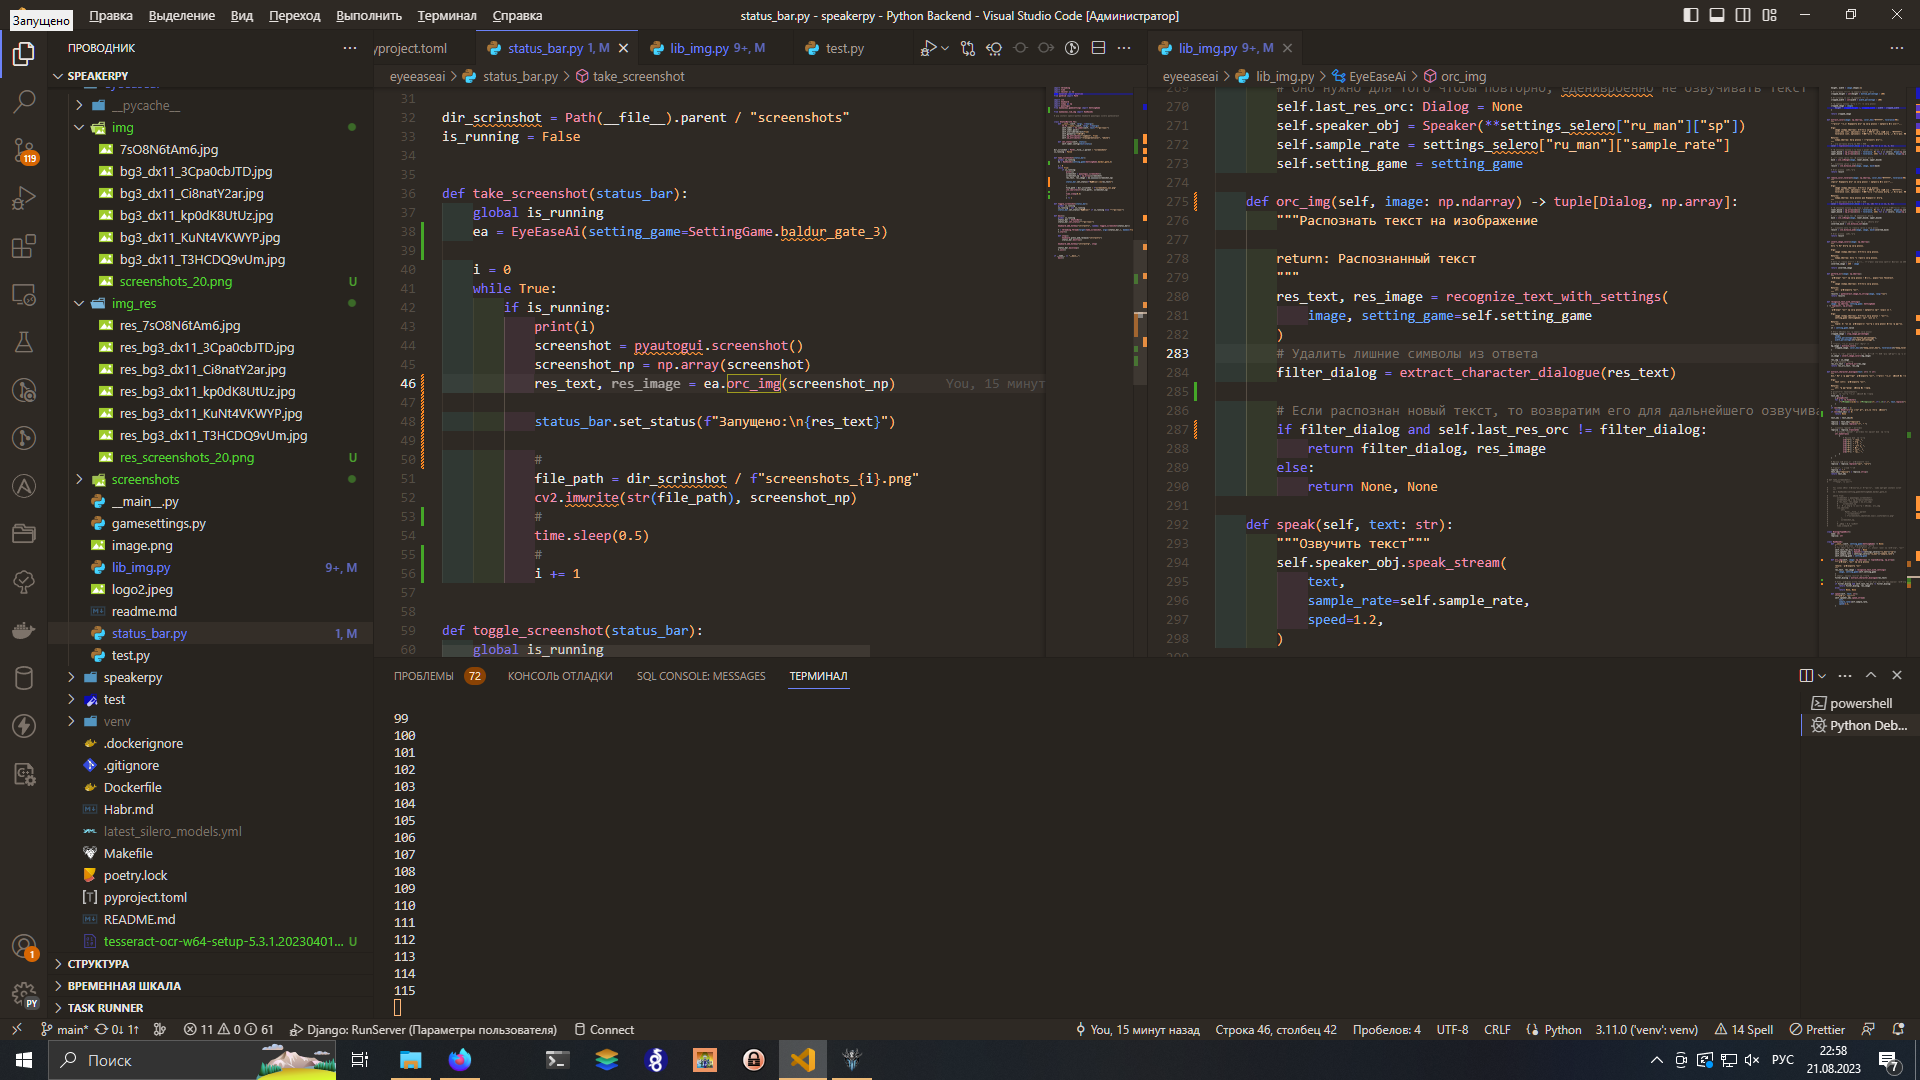 Запущено
Правка Выделение Вид Переход Выполнить Терминал Справка
status_bar.py - speakerpy - Python Backend - Visual Studio Code [Администратор]
ПРОВОДНИК
SPEAKERPY
__pycache__
img
7sO8N6tAm6.jpg
bg3_dx11_3Cpa0cbJTD.jpg
bg3_dx11_Ci8natY2ar.jpg
bg3_dx11_kp0dK8UtUz.jpg
bg3_dx11_KuNt4VKWYP.jpg
bg3_dx11_T3HCDQ9vUm.jpg
screenshots_20.png U
img_res
res_7sO8N6tAm6.jpg
res_bg3_dx11_3Cpa0cbJTD.jpg
res_bg3_dx11_Ci8natY2ar.jpg
res_bg3_dx11_kp0dK8UtUz.jpg
res_bg3_dx11_KuNt4VKWYP.jpg
res_bg3_dx11_T3HCDQ9vUm.jpg
res_screenshots_20.png U
screenshots
__main__.py
gamesettings.py
image.png
lib_img.py 9+, M
logo2.jpeg
readme.md
status_bar.py 1, M
test.py
speakerpy
test
venv
.dockerignore
.gitignore
Dockerfile
Habr.md
latest_silero_models.yml
Makefile
poetry.lock
pyproject.toml
README.md
tesseract-ocr-w64-setup-5.3.1.20230401... U
СТРУКТУРА
ВРЕМЕННАЯ ШКАЛА
TASK RUNNER
119
1
PY
yproject.toml status_bar.py 1, M lib_img.py 9+, M test.py
eyeeaseai > status_bar.py > take_screenshot
31
32 dir_scrinshot = Path(__file__).parent / "screenshots"
33 is_running = False
34
35
36 def take_screenshot(status_bar):
37 global is_running
38 ea = EyeEaseAi(setting_game=SettingGame.baldur_gate_3)
39
40 i = 0
41 while True:
42 if is_running:
43 print(i)
44 screenshot = pyautogui.screenshot()
45 screenshot_np = np.array(screenshot)
46 res_text, res_image = ea.orc_img(screenshot_np) You, 15 минут
47
48 status_bar.set_status(f"Запущено:\n{res_text}")
49
50 #
51 file_path = dir_scrinshot / f"screenshots_{i}.png"
52 cv2.imwrite(str(file_path), screenshot_np)
53 #
54 time.sleep(0.5)
55 #
56 i += 1
57
58
59 def toggle_screenshot(status_bar):
60 global is_running
lib_img.py 9+, M
eyeeaseai > lib_img.py > EyeEaseAi > orc_img
269 # Оно нужно для того чтобы повторно, еденивроенно не озвучивать текст
270 self.last_res_orc: Dialog = None
271 self.speaker_obj = Speaker(**settings_selero["ru_man"]["sp"])
272 self.sample_rate = settings_selero["ru_man"]["sample_rate"]
273 self.setting_game = setting_game
274
275 def orc_img(self, image: np.ndarray) -> tuple[Dialog, np.array]:
276 """Распознать текст на изображение
277
278 return: Распознанный текст
279 """
280 res_text, res_image = recognize_text_with_settings(
281 image, setting_game=self.setting_game
282 )
283 # Удалить лишние символы из ответа
284 filter_dialog = extract_character_dialogue(res_text)
285
286 # Если распознан новый текст, то возвратим его для дальнейшего озвучива
287 if filter_dialog and self.last_res_orc != filter_dialog:
288 return filter_dialog, res_image
289 else:
290 return None, None
291
292 def speak(self, text: str):
293 """Озвучить текст"""
294 self.speaker_obj.speak_stream(
295 text,
296 sample_rate=self.sample_rate,
297 speed=1.2,
298 )
ПРОБЛЕМЫ 72 КОНСОЛЬ ОТЛАДКИ SQL CONSOLE: MESSAGES ТЕРМИНАЛ
99
100
101
102
103
104
105
106
107
108
109
110
111
112
113
114
115
powershell
Python Deb...
main* 0↓ 1↑ 11 0 61 Django: RunServer (Параметры пользователя) Connect
You, 15 минут назад Строка 46, столбец 42 Пробелов: 4 UTF-8 CRLF Python 3.11.0 ('venv': venv) 14 Spell Prettier
Поиск
РУС
22:58
21.08.2023
7